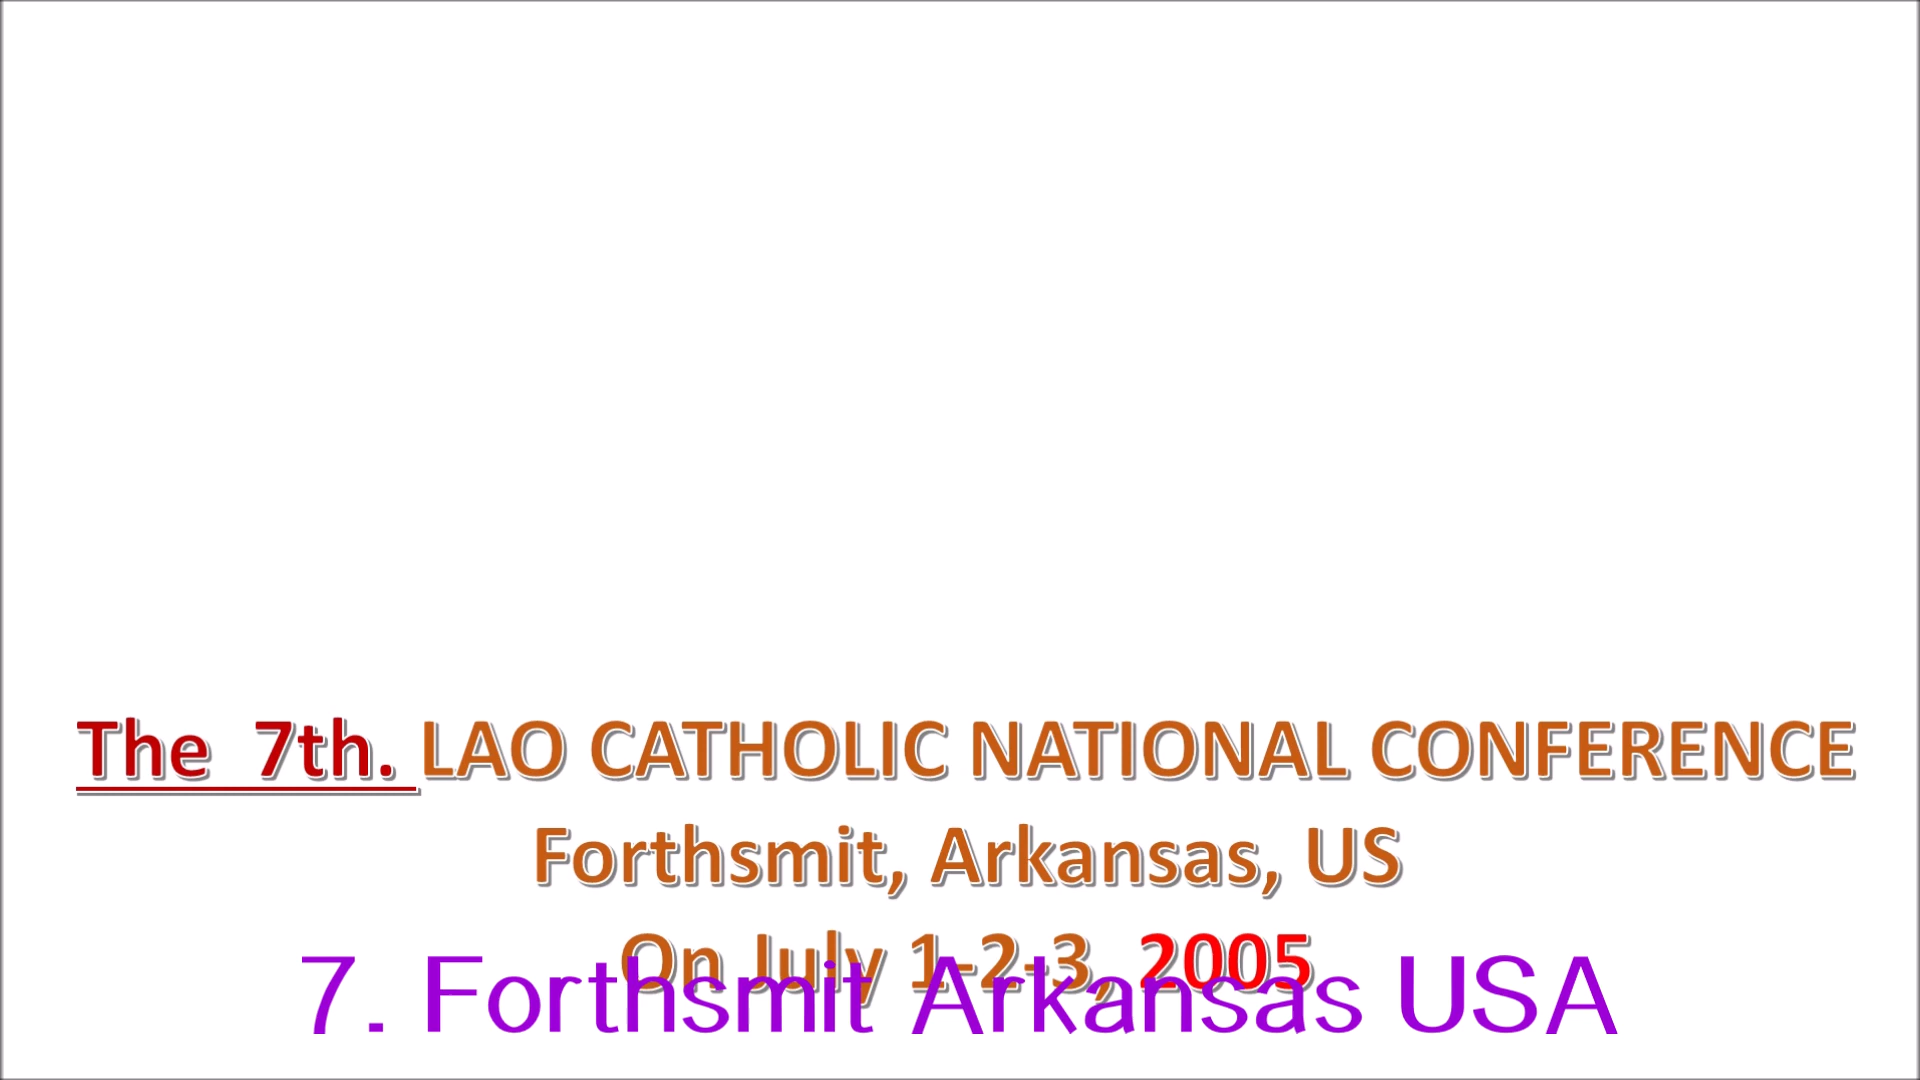 The  7th. LAO CATHOLIC NATIONAL CONFERENCE
Forthsmit, Arkansas, US
On July 1-2-3, 2005
7. Forthsmit Arkansas USA